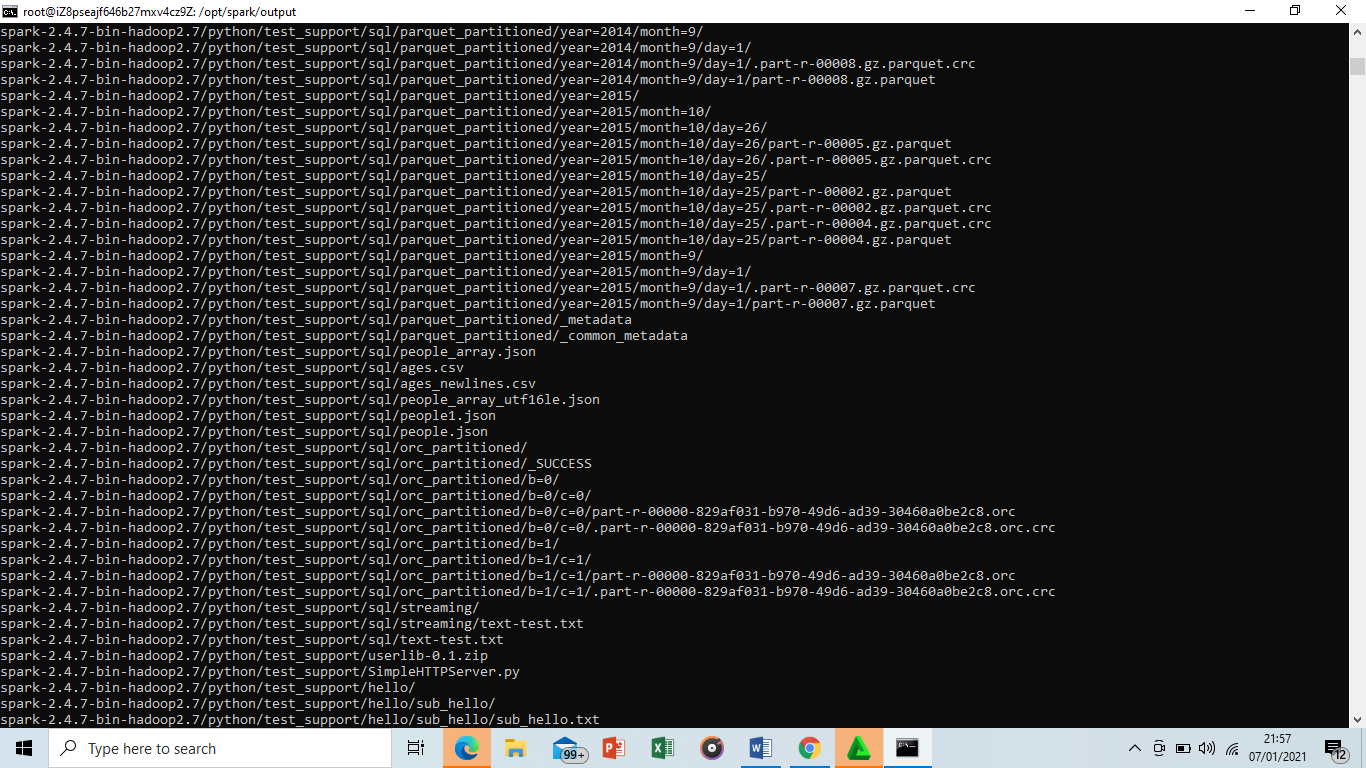 root@iZ8pseajf646b27mxv4cz9Z: /opt/spark/output
spark-2.4.7-bin-hadoop2.7/python/test_support/sql/parquet_partitioned/year=2014/month=9/
spark-2.4.7-bin-hadoop2.7/python/test_support/sql/parquet_partitioned/year=2014/month=9/day=1/
spark-2.4.7-bin-hadoop2.7/python/test_support/sql/parquet_partitioned/year=2014/month=9/day=1/.part-r-00008.gz.parquet.crc
spark-2.4.7-bin-hadoop2.7/python/test_support/sql/parquet_partitioned/year=2014/month=9/day=1/part-r-00008.gz.parquet
spark-2.4.7-bin-hadoop2.7/python/test_support/sql/parquet_partitioned/year=2015/
spark-2.4.7-bin-hadoop2.7/python/test_support/sql/parquet_partitioned/year=2015/month=10/
spark-2.4.7-bin-hadoop2.7/python/test_support/sql/parquet_partitioned/year=2015/month=10/day=26/
spark-2.4.7-bin-hadoop2.7/python/test_support/sql/parquet_partitioned/year=2015/month=10/day=26/part-r-00005.gz.parquet
spark-2.4.7-bin-hadoop2.7/python/test_support/sql/parquet_partitioned/year=2015/month=10/day=26/.part-r-00005.gz.parquet.crc
spark-2.4.7-bin-hadoop2.7/python/test_support/sql/parquet_partitioned/year=2015/month=10/day=25/
spark-2.4.7-bin-hadoop2.7/python/test_support/sql/parquet_partitioned/year=2015/month=10/day=25/part-r-00002.gz.parquet
spark-2.4.7-bin-hadoop2.7/python/test_support/sql/parquet_partitioned/year=2015/month=10/day=25/.part-r-00002.gz.parquet.crc
spark-2.4.7-bin-hadoop2.7/python/test_support/sql/parquet_partitioned/year=2015/month=10/day=25/.part-r-00004.gz.parquet.crc
spark-2.4.7-bin-hadoop2.7/python/test_support/sql/parquet_partitioned/year=2015/month=10/day=25/part-r-00004.gz.parquet
spark-2.4.7-bin-hadoop2.7/python/test_support/sql/parquet_partitioned/year=2015/month=9/
spark-2.4.7-bin-hadoop2.7/python/test_support/sql/parquet_partitioned/year=2015/month=9/day=1/
spark-2.4.7-bin-hadoop2.7/python/test_support/sql/parquet_partitioned/year=2015/month=9/day=1/.part-r-00007.gz.parquet.crc
spark-2.4.7-bin-hadoop2.7/python/test_support/sql/parquet_partitioned/year=2015/month=9/day=1/part-r-00007.gz.parquet
spark-2.4.7-bin-hadoop2.7/python/test_support/sql/parquet_partitioned/_metadata
spark-2.4.7-bin-hadoop2.7/python/test_support/sql/parquet_partitioned/_common_metadata
spark-2.4.7-bin-hadoop2.7/python/test_support/sql/people_array.json
spark-2.4.7-bin-hadoop2.7/python/test_support/sql/ages.csv
spark-2.4.7-bin-hadoop2.7/python/test_support/sql/ages_newlines.csv
spark-2.4.7-bin-hadoop2.7/python/test_support/sql/people_array_utf16le.json
spark-2.4.7-bin-hadoop2.7/python/test_support/sql/people1.json
spark-2.4.7-bin-hadoop2.7/python/test_support/sql/people.json
spark-2.4.7-bin-hadoop2.7/python/test_support/sql/orc_partitioned/
spark-2.4.7-bin-hadoop2.7/python/test_support/sql/orc_partitioned/_SUCCESS
spark-2.4.7-bin-hadoop2.7/python/test_support/sql/orc_partitioned/b=0/
spark-2.4.7-bin-hadoop2.7/python/test_support/sql/orc_partitioned/b=0/c=0/
spark-2.4.7-bin-hadoop2.7/python/test_support/sql/orc_partitioned/b=0/c=0/part-r-00000-829af031-b970-49d6-ad39-30460a0be2c8.orc
spark-2.4.7-bin-hadoop2.7/python/test_support/sql/orc_partitioned/b=0/c=0/.part-r-00000-829af031-b970-49d6-ad39-30460a0be2c8.orc.crc
spark-2.4.7-bin-hadoop2.7/python/test_support/sql/orc_partitioned/b=1/
spark-2.4.7-bin-hadoop2.7/python/test_support/sql/orc_partitioned/b=1/c=1/
spark-2.4.7-bin-hadoop2.7/python/test_support/sql/orc_partitioned/b=1/c=1/part-r-00000-829af031-b970-49d6-ad39-30460a0be2c8.orc
spark-2.4.7-bin-hadoop2.7/python/test_support/sql/orc_partitioned/b=1/c=1/.part-r-00000-829af031-b970-49d6-ad39-30460a0be2c8.orc.crc
spark-2.4.7-bin-hadoop2.7/python/test_support/sql/streaming/
spark-2.4.7-bin-hadoop2.7/python/test_support/sql/streaming/text-test.txt
spark-2.4.7-bin-hadoop2.7/python/test_support/sql/text-test.txt
spark-2.4.7-bin-hadoop2.7/python/test_support/userlib-0.1.zip
spark-2.4.7-bin-hadoop2.7/python/test_support/SimpleHTTPServer.py
spark-2.4.7-bin-hadoop2.7/python/test_support/hello/
spark-2.4.7-bin-hadoop2.7/python/test_support/hello/sub_hello/
spark-2.4.7-bin-hadoop2.7/python/test_support/hello/sub_hello/sub_hello.txt
Type here to search
99+
21:57
07/01/2021
12